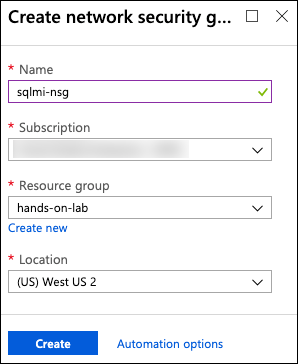 Create network security g...
* Name
sqlmi-nsg
* Subscription
* Resource group
hands-on-lab
Create new
* Location
(US) West US 2
Create
Automation options